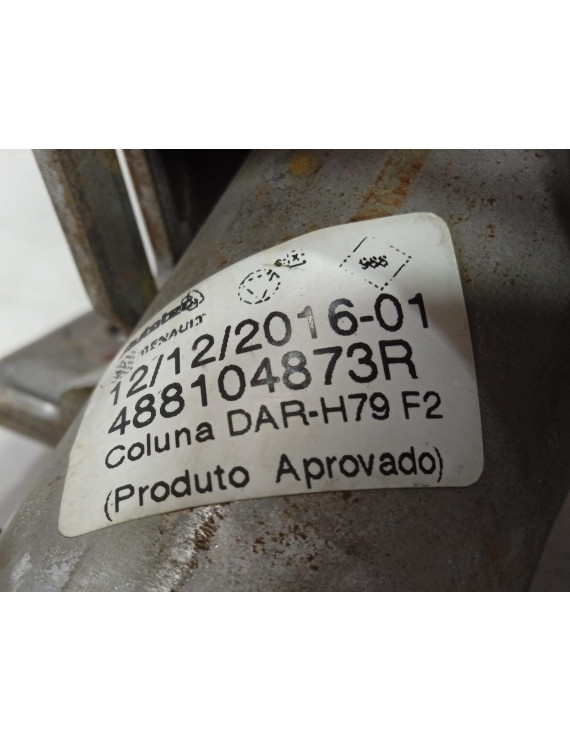 RENAULT
12/12/2016-01
488104873R
Coluna DAR-H79 F2
(Produto Aprovado)